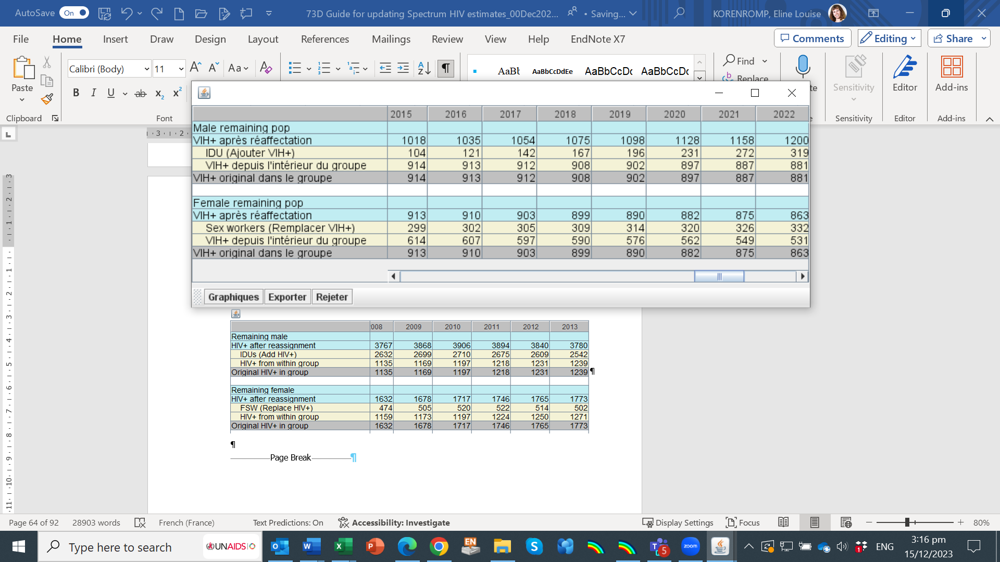 AutoSave On 73D Guide for updating Spectrum HIV estimates_00Dec202... • Saving... KORENROMP, Eline Louise
File Home Insert Draw Design Layout References Mailings Review View Help EndNote X7 Comments Editing Share
Calibri (Body) 11 Aa AaBb AaBbCcDdEe AaBbCcDc AaBbCcDc Find
Paste Replace Sensitivity Editor Add-ins
B I U ab x2 x2
Clipboard Font Sensitivity Editor Add-ins
2015 2016 2017 2018 2019 2020 2021 2022
Male remaining pop
VIH+ après réaffectation 1018 1035 1054 1075 1098 1128 1158 1200
IDU (Ajouter VIH+) 104 121 142 167 196 231 272 319
VIH+ depuis l'intérieur du groupe 914 913 912 908 902 897 887 881
VIH+ original dans le groupe 914 913 912 908 902 897 887 881
Female remaining pop
VIH+ après réaffectation 913 910 903 899 890 882 875 863
Sex workers (Remplacer VIH+) 299 302 305 309 314 320 326 332
VIH+ depuis l'intérieur du groupe 614 607 597 590 576 562 549 531
VIH+ original dans le groupe 913 910 903 899 890 882 875 863
Graphiques Exporter Rejeter
008 2009 2010 2011 2012 2013
Remaining male
HIV+ after reassignment 3767 3868 3906 3894 3840 3780
IDUs (Add HIV+) 2632 2699 2710 2675 2609 2542
HIV+ from within group 1135 1169 1197 1218 1231 1239
Original HIV+ in group 1135 1169 1197 1218 1231 1239 ¶
Remaining female
HIV+ after reassignment 1632 1678 1717 1746 1765 1773
FSW (Replace HIV+) 474 505 520 522 514 502
HIV+ from within group 1159 1173 1197 1224 1250 1271
Original HIV+ in group 1632 1678 1717 1746 1765 1773
¶
Page Break ¶
Page 64 of 92 28903 words French (France) Text Predictions: On Accessibility: Investigate Display Settings Focus 80%
Type here to search UNAIDS EN zoom 5 1 ENG 3:16 pm
15/12/2023